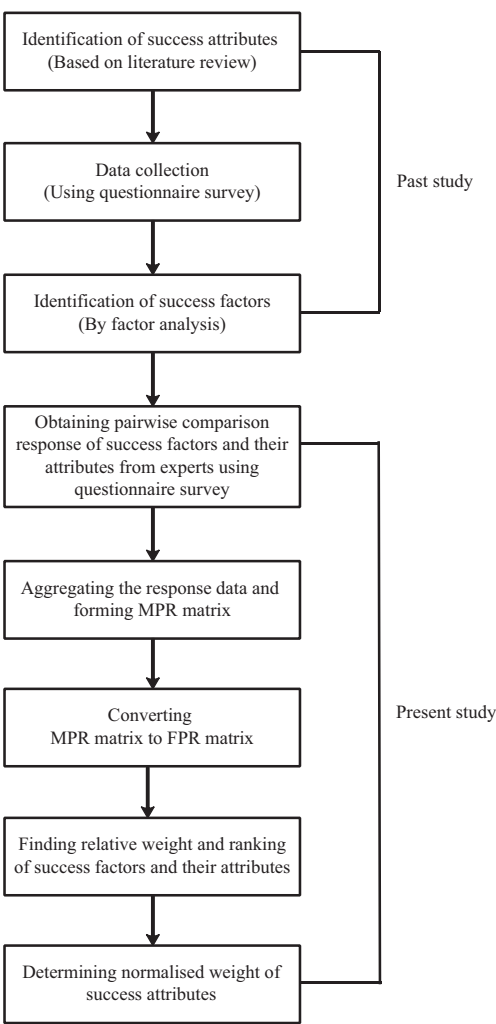 Identification of success attributes
(Based on literature review)
Data collection
(Using questionnaire survey)
Past study
Identification of success factors
(By factor analysis)
Obtaining pairwise comparison
response of success factors and their
attributes from experts using
questionnaire survey
Aggregating the response data and
forming MPR matrix
Converting
MPR matrix to FPR matrix
Present study
Finding relative weight and ranking
of success factors and their attributes
Determining normalised weight of
success attributes